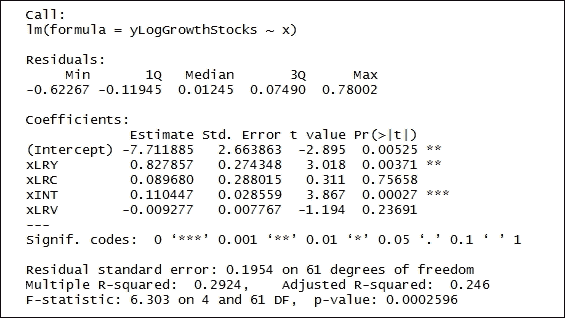 Call:
lm(formula = yLogGrowthStocks ~ x)
Residuals:
Min 1Q Median 3Q Max
-0.62267 -0.11945 0.01245 0.07490 0.78002
Coefficients:
Estimate Std. Error t value Pr(>|t|)
(Intercept) -7.711885 2.663863 -2.895 0.00525 **
xLRY 0.827857 0.274348 3.018 0.00371 **
xLRC 0.089680 0.288015 0.311 0.75658
xINT 0.110447 0.028559 3.867 0.00027 ***
xLRV -0.009277 0.007767 -1.194 0.23691
---
Signif. codes: 0 ‘***’ 0.001 ‘**’ 0.01 ‘*’ 0.05 ‘.’ 0.1 ‘ ’ 1
Residual standard error: 0.1954 on 61 degrees of freedom
Multiple R-squared: 0.2924, Adjusted R-squared: 0.246
F-statistic: 6.303 on 4 and 61 DF, p-value: 0.0002596